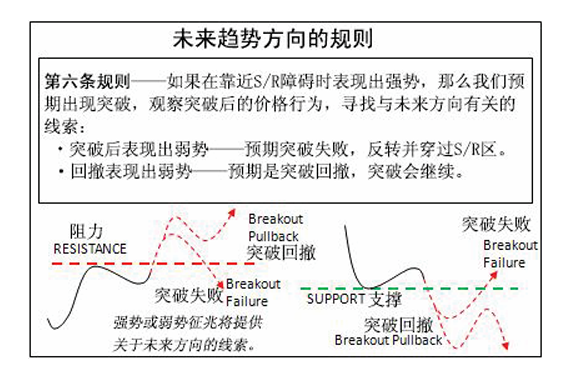 未来趋势方向的规则
第六条规则——如果在靠近S/R障碍时表现出强势，那么我们预
期出现突破，观察突破后的价格行为，寻找与未来方向有关的
线索：
·突破后表现出弱势——预期突破失败，反转并穿过S/R区。
·回撤表现出弱势——预期是突破回撤，突破会继续。
阻力
RESISTANCE
Breakout
Pullback
突破回撤
突破失败
Breakout
Failure
强势或弱势征兆将提供
关于未来方向的线索。
突破失败
Breakout
Failure
SUPPORT 支撑
突破回撤
Breakout Pullback